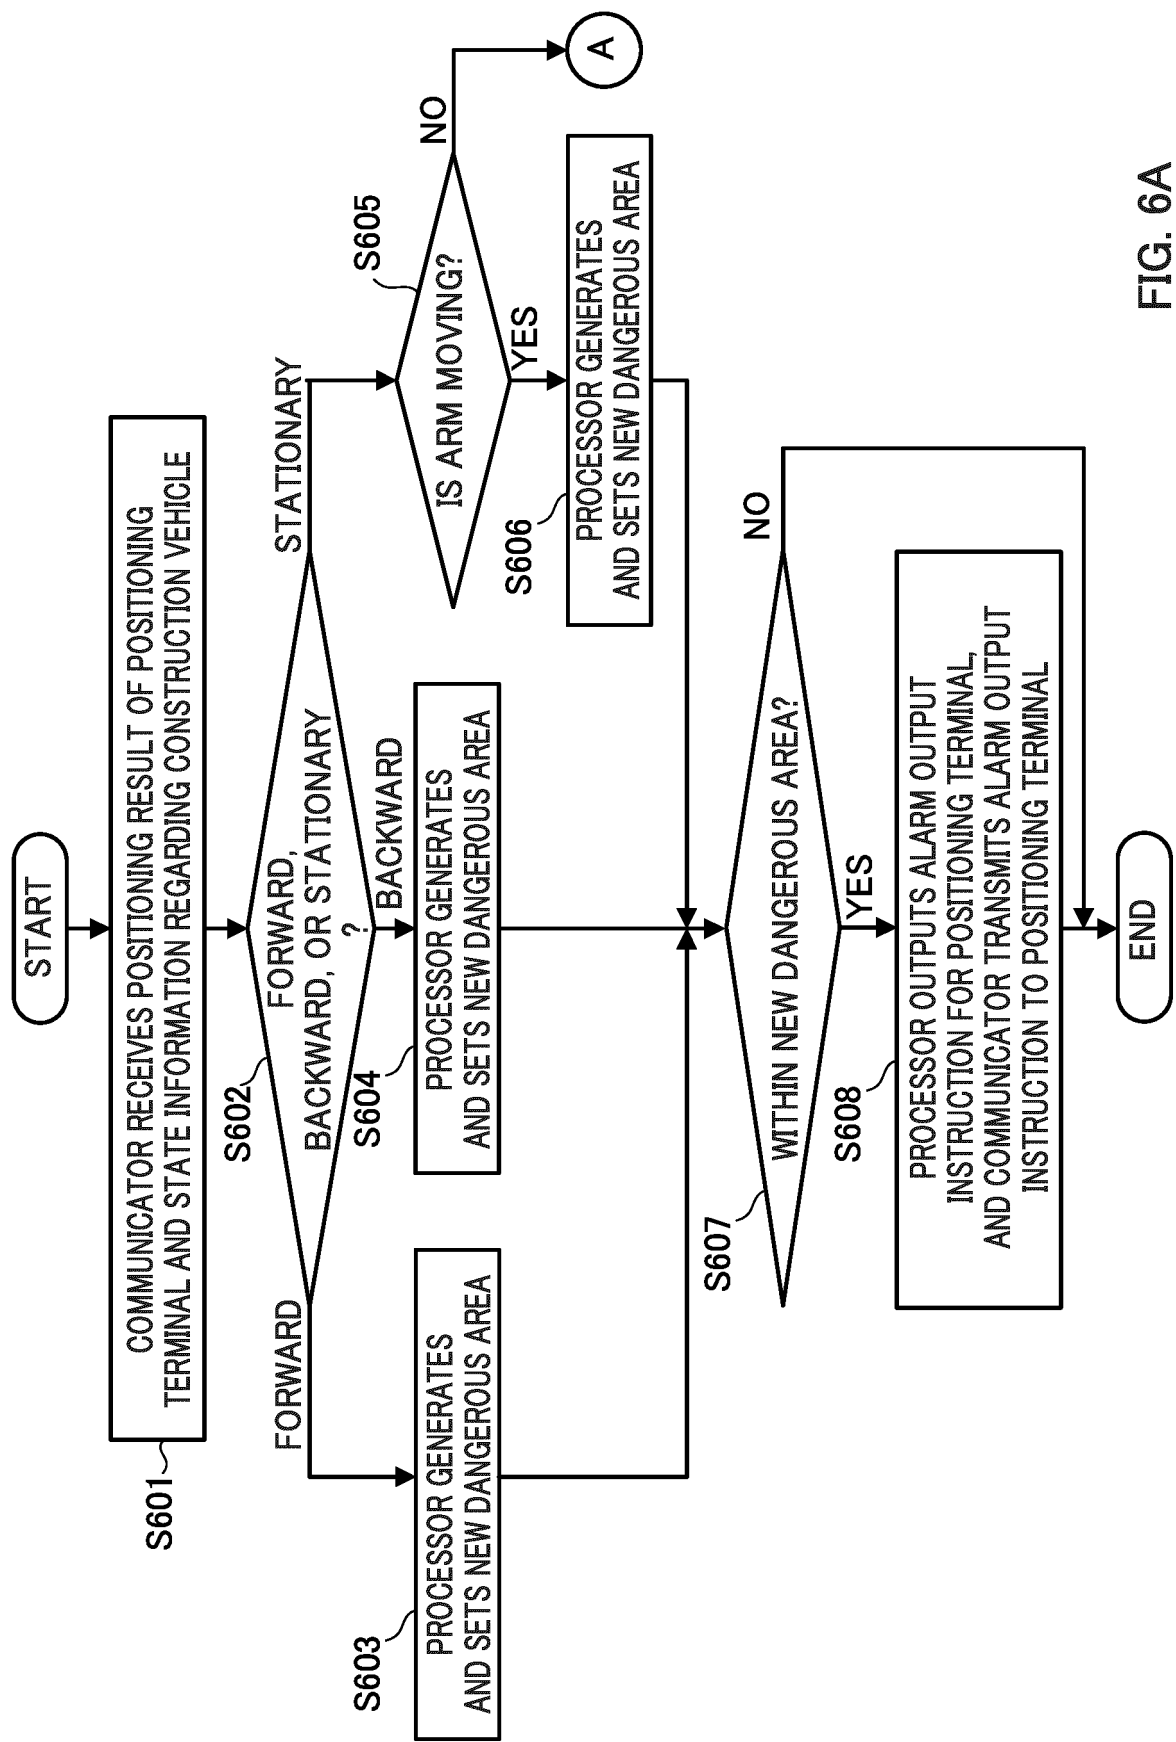 START
COMMUNICATOR RECEIVES POSITIONING RESULT OF POSITIONING
TERMINAL AND STATE INFORMATION REGARDING CONSTRUCTION VEHICLE
S601
FORWARD,
BACKWARD, OR STATIONARY
?
S602
FORWARD
BACKWARD
STATIONARY
PROCESSOR GENERATES
AND SETS NEW DANGEROUS AREA
S603
PROCESSOR GENERATES
AND SETS NEW DANGEROUS AREA
S604
IS ARM MOVING?
S605
NO
A
YES
PROCESSOR GENERATES
AND SETS NEW DANGEROUS AREA
S606
WITHIN NEW DANGEROUS AREA?
S607
NO
YES
PROCESSOR OUTPUTS ALARM OUTPUT
INSTRUCTION FOR POSITIONING TERMINAL,
AND COMMUNICATOR TRANSMITS ALARM OUTPUT
INSTRUCTION TO POSITIONING TERMINAL
S608
END
FIG. 6A